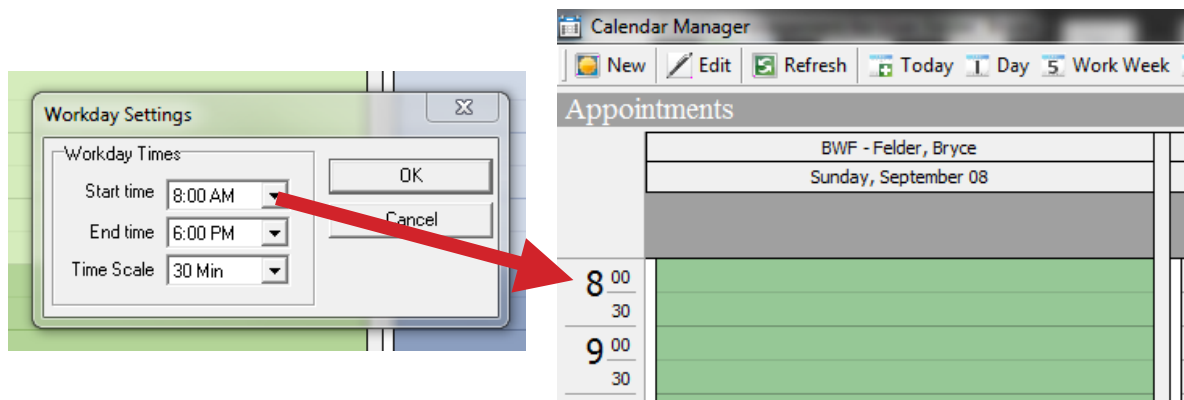 Workday Settings
Workday Times
Start time 8:00 AM
End time 6:00 PM
Time Scale 30 Min
OK
Cancel
Calendar Manager
New Edit Refresh Today 1 Day 5 Work Week
Appointments
BWF - Felder, Bryce
Sunday, September 08
8 00
30
9 00
30